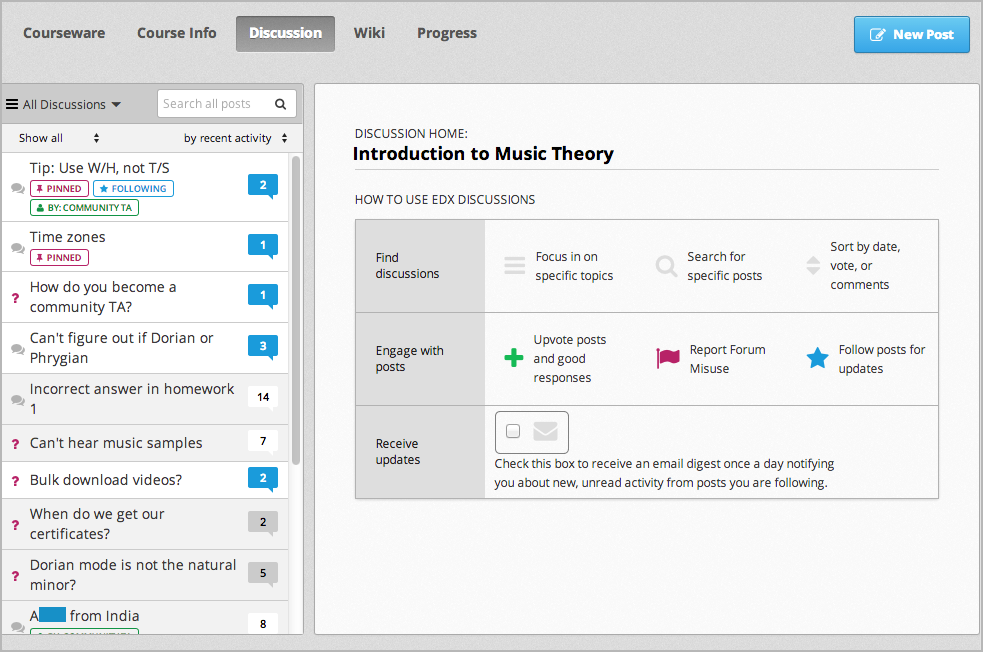 Courseware
Course Info
Discussion
Wiki
Progress
New Post
All Discussions
Search all posts
Show all
by recent activity
Tip: Use W/H, not T/S
2
PINNED
FOLLOWING
BY: COMMUNITY TA
Time zones
1
PINNED
? How do you become a
community TA?
1
Can't figure out if Dorian or
Phrygian
3
Incorrect answer in homework
1
14
? Can't hear music samples
7
? Bulk download videos?
2
? When do we get our
certificates?
2
? Dorian mode is not the natural
minor?
5
A from India
8
DISCUSSION HOME:
Introduction to Music Theory
HOW TO USE EDX DISCUSSIONS
Find
discussions
Focus in on
specific topics
Search for
specific posts
Sort by date,
vote, or
comments
Engage with
posts
Upvote posts
and good
responses
Report Forum
Misuse
Follow posts for
updates
Receive
updates
Check this box to receive an email digest once a day notifying
you about new, unread activity from posts you are following.